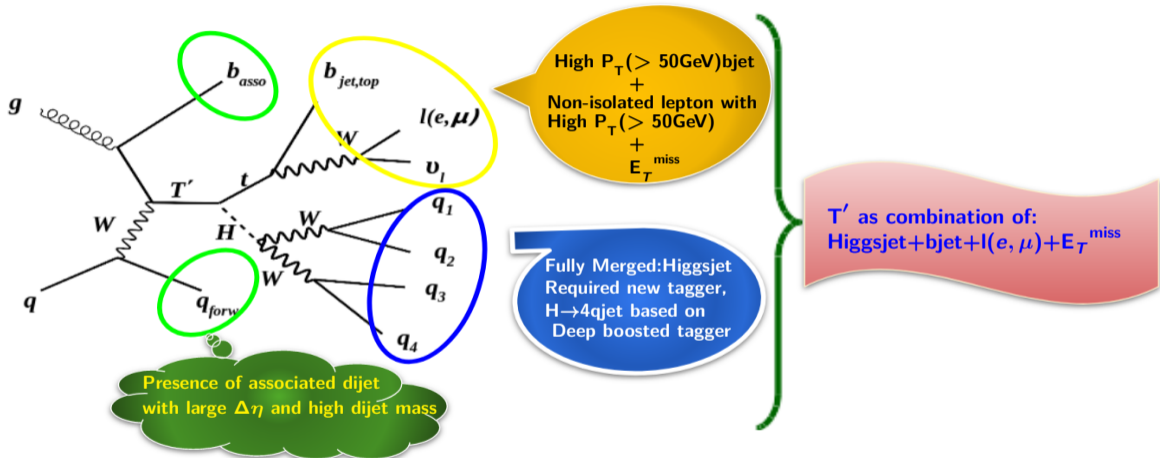 g
b_asso
b_jet,top
l(e,μ)
W
υ_l
T′
t
W
H
W
W
q_1
q_2
q_3
q_4
q
q_forw
High P_T(> 50GeV)bjet
+
Non-isolated lepton with
High P_T(> 50GeV)
+
E_T^miss
Fully Merged:Higgsjet
Required new tagger,
H→4qjet based on
Deep boosted tagger
Presence of associated dijet
with large Δη and high dijet mass
T′ as combination of:
Higgsjet+bjet+l(e, μ)+E_T^miss